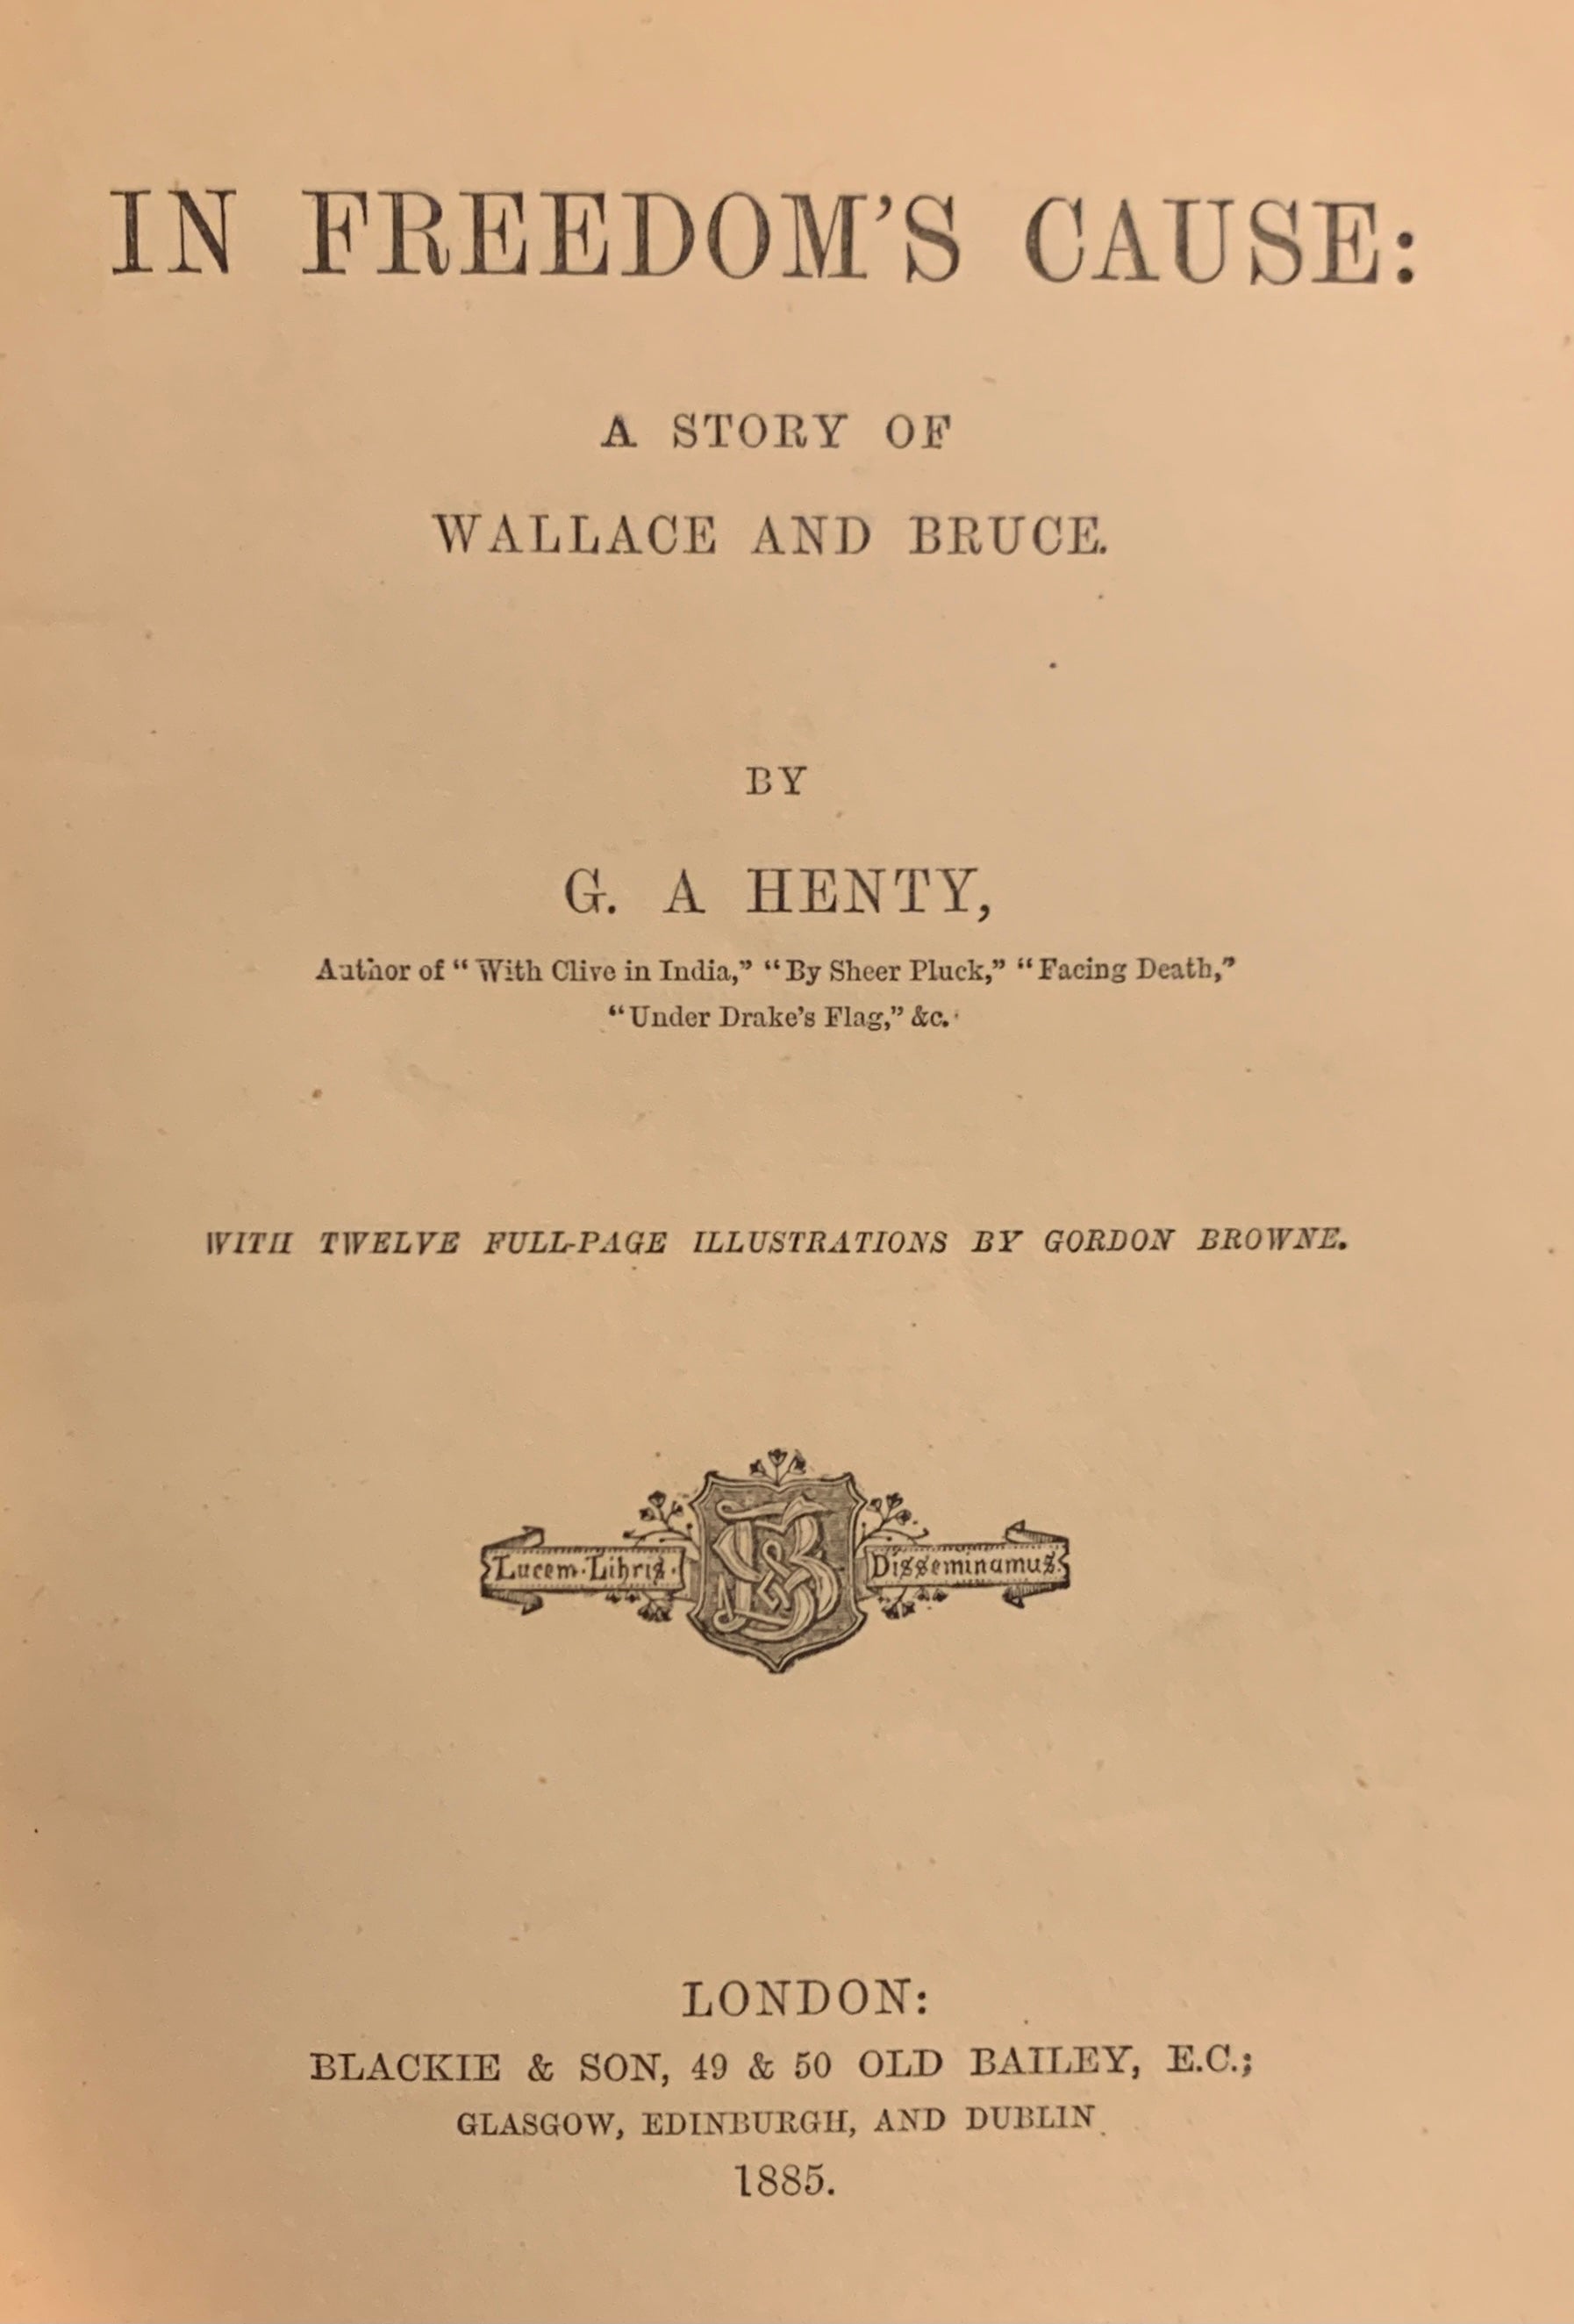 IN FREEDOM'S CAUSE:
A STORY OF
WALLACE AND BRUCE.
BY
G. A HENTY,
Author of “With Clive in India,” “By Sheer Pluck,” “Facing Death,”
“Under Drake's Flag,” &c.
WITH TWELVE FULL-PAGE ILLUSTRATIONS BY GORDON BROWNE.
Lucem·Libris·
Disseminamus
LONDON:
BLACKIE & SON, 49 & 50 OLD BAILEY, E.C.;
GLASGOW, EDINBURGH, AND DUBLIN.
1885.